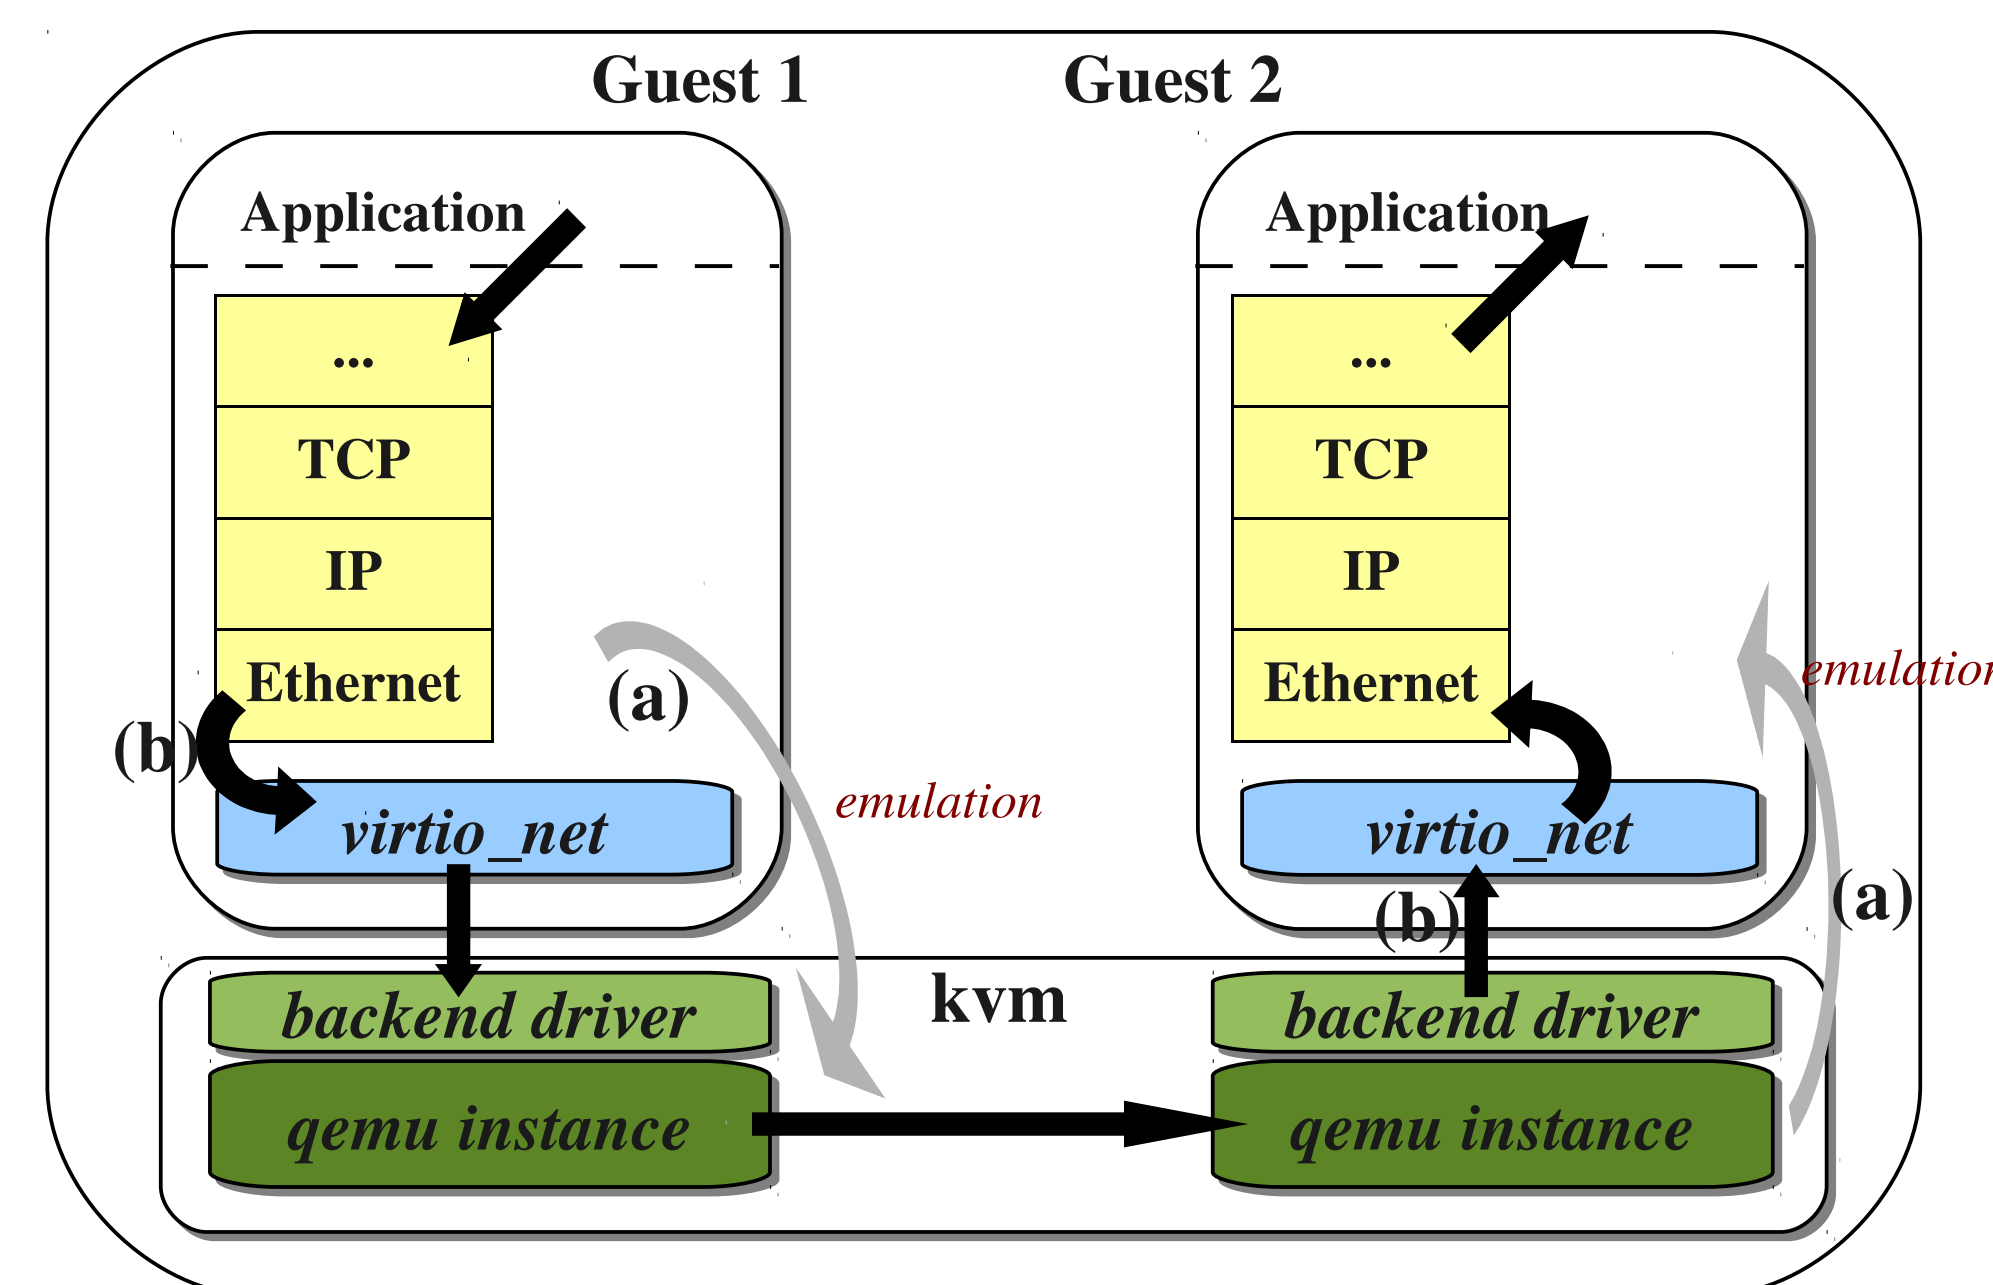 Guest 1
Guest 2
Application
...
TCP
IP
Ethernet
(a)
(b)
virtio_net
emulation
Application
...
TCP
IP
Ethernet
emulation
virtio_net
(b)
(a)
kvm
backend driver
qemu instance
backend driver
qemu instance